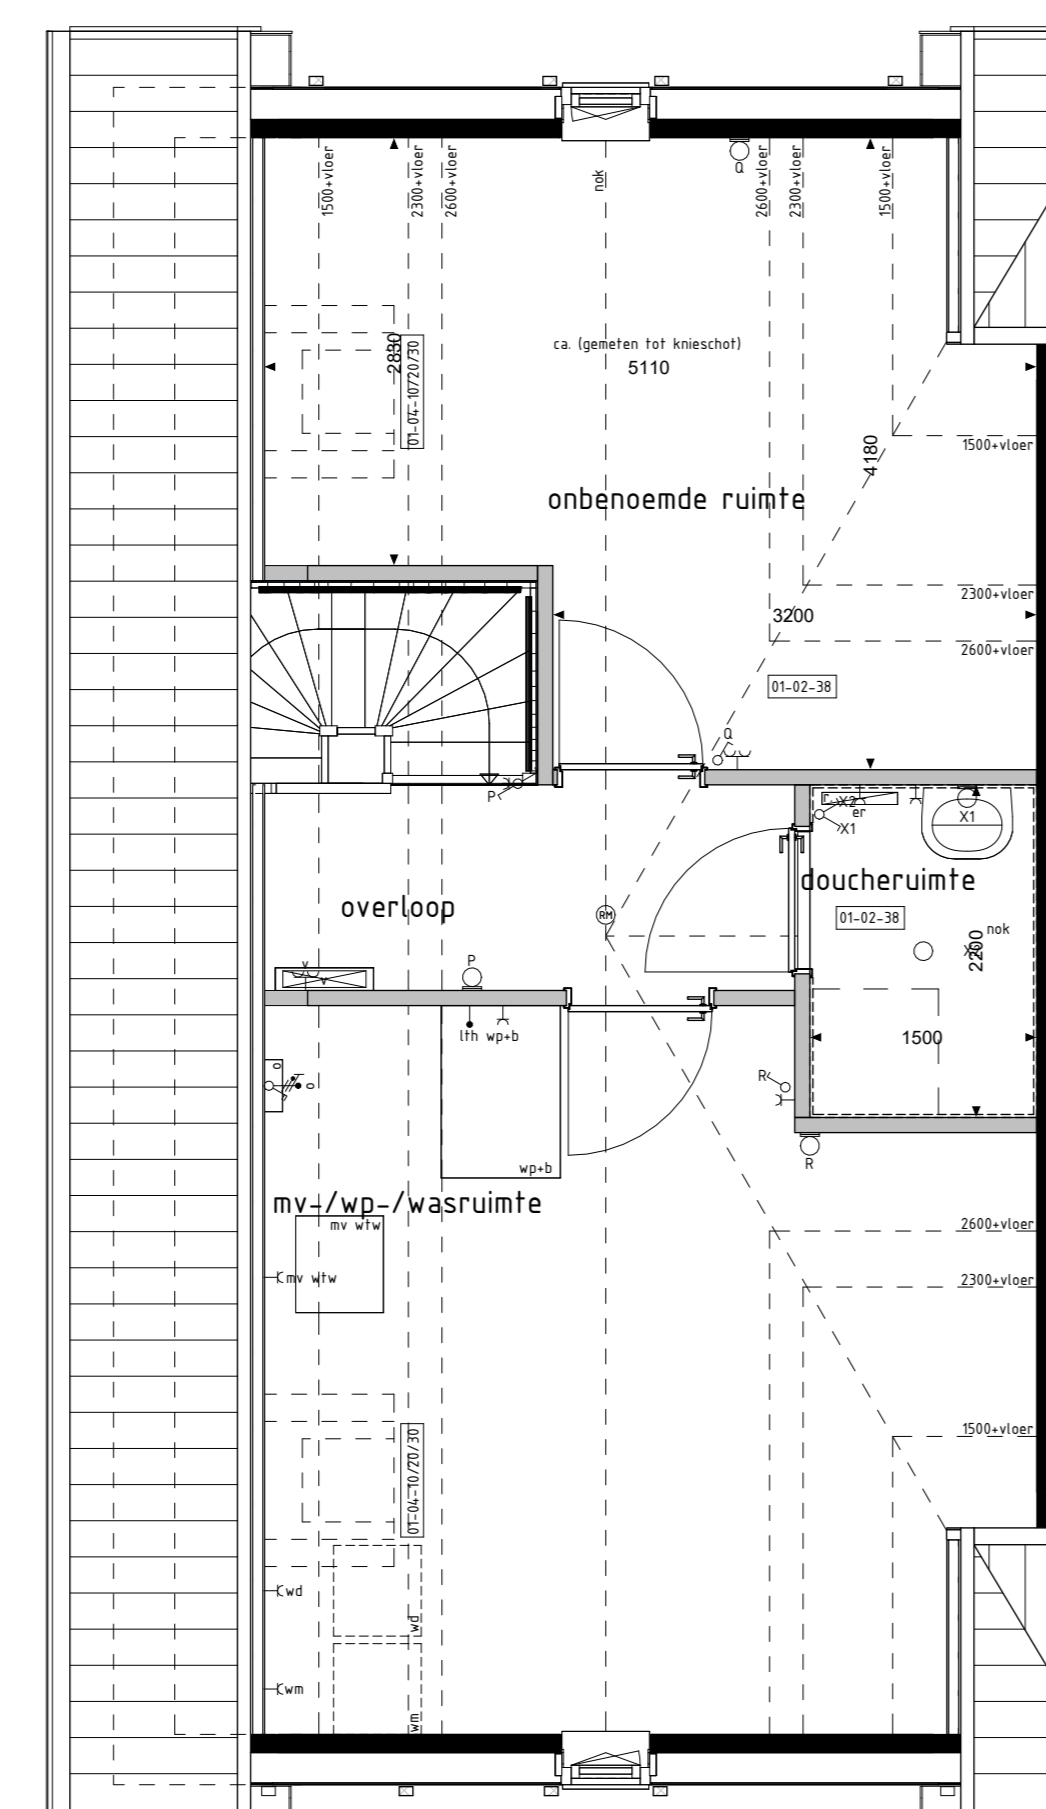 1500+vloer
2300+vloer
2600+vloer
nok
Q
2600+vloer
2300+vloer
1500+vloer
ca. (gemeten tot knieschot)
5110
2830
01-04-10/20/30
4180
1500+vloer
onbenoemde ruimte
2300+vloer
3200
2600+vloer
01-02-38
Q
P
X2
er
X1
X1
doucheruimte
overloop
RM
01-02-38
nok
2200
P
v
v
lth wp+b
1500
o
o
R
wp+b
R
mv-/wp-/wasruimte
mv wtw
2600+vloer
mv wtw
2300+vloer
1500+vloer
01-04-10/20/30
wd
wd
wm
wm